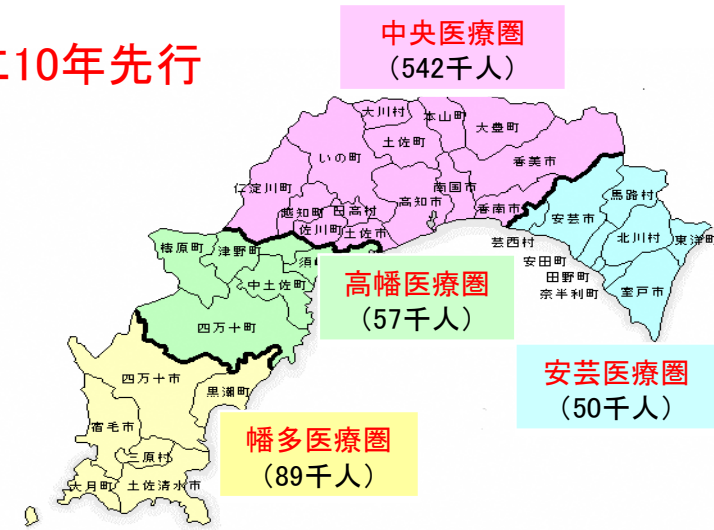 に10年先行
中央医療圏
（542千人）
大川村
本山町
大豊町
土佐町
いの町
香美市
仁淀川町
南国市
高知市
越知町
日高村
香南市
佐川町
土佐市
馬路村
安芸市
北川村
東洋町
芸西村
安田町
田野町
奈半利町
室戸市
梼原町
津野町
須
中土佐町
高幡医療圏
（57千人）
四万十町
安芸医療圏
（50千人）
四万十市
黒潮町
宿毛市
幡多医療圏
（89千人）
三原村
大月町
土佐清水市